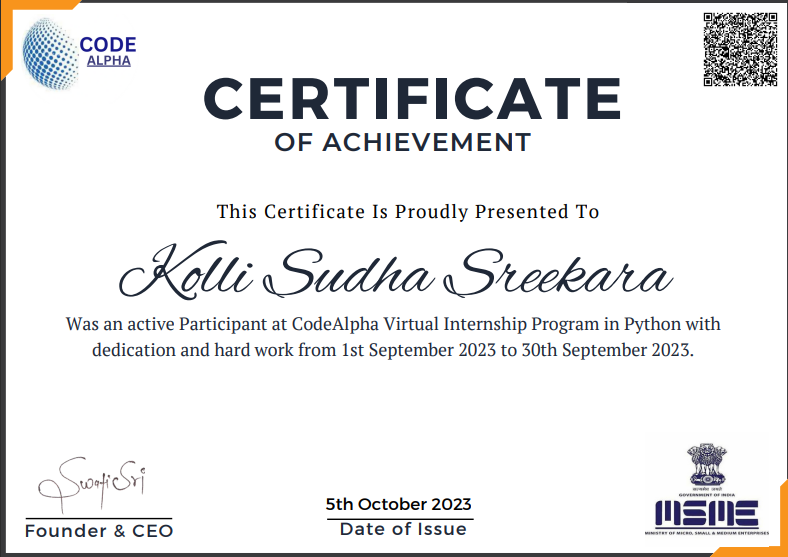 CODE
ALPHA
CERTIFICATE
OF ACHIEVEMENT
This Certificate Is Proudly Presented To
Kolli Sudha Sreekara
Was an active Participant at CodeAlpha Virtual Internship Program in Python with
dedication and hard work from 1st September 2023 to 30th September 2023.
Swati Sri
Founder & CEO
5th October 2023
Date of Issue
सत्यमेव जयते
GOVERNMENT OF INDIA
MSME
MINISTRY OF MICRO, SMALL & MEDIUM ENTERPRISES